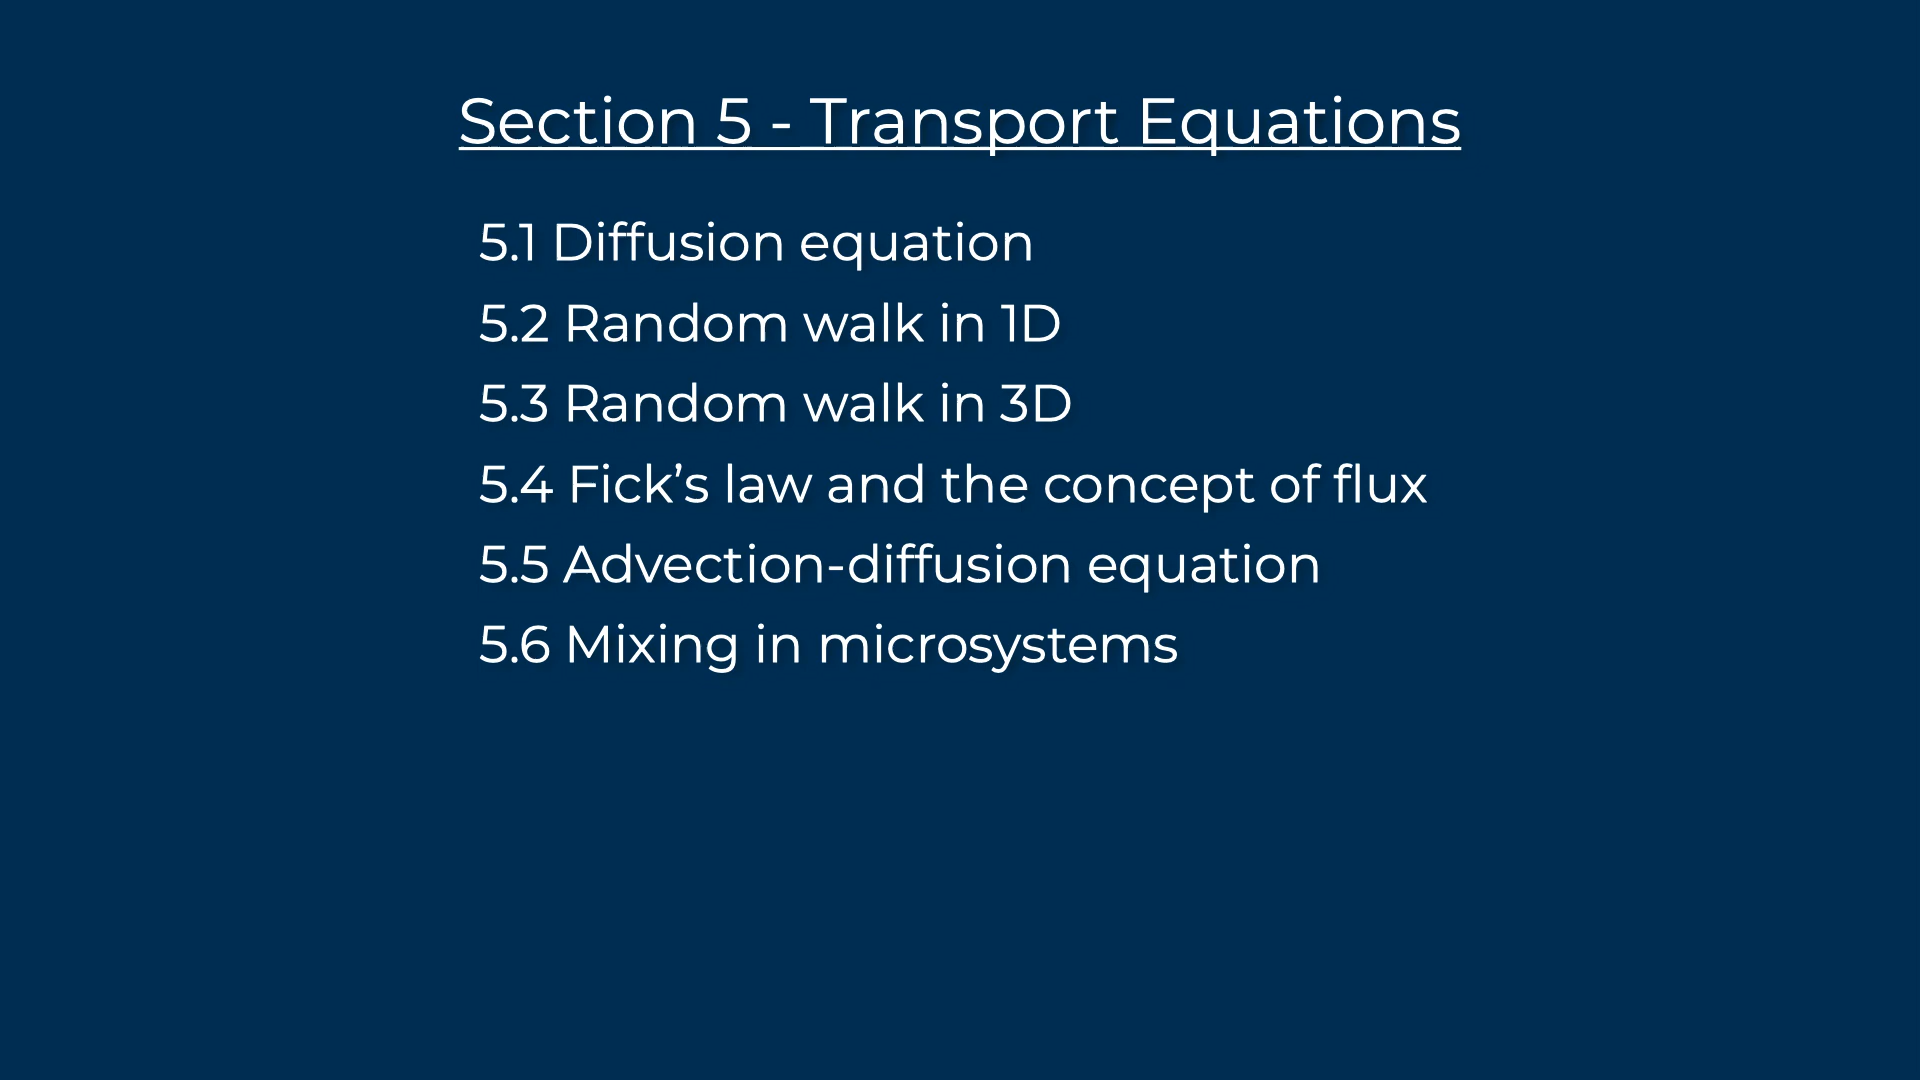 Section 5 - Transport Equations
5.1 Diffusion equation
5.2 Random walk in 1D
5.3 Random walk in 3D
5.4 Fick’s law and the concept of flux
5.5 Advection-diffusion equation
5.6 Mixing in microsystems